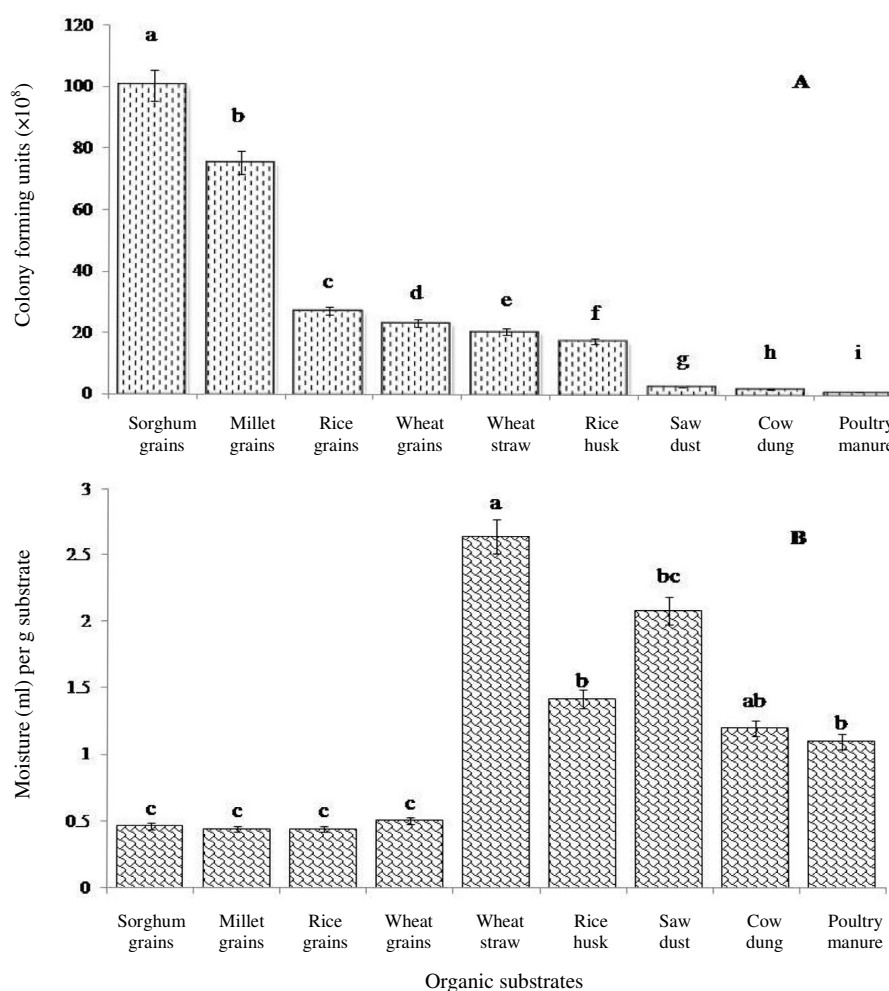 120
100
80
60
40
20
0
Colony forming units (×10⁸)
A
a
b
c
d
e
f
g
h
i
Sorghum grains
Millet grains
Rice grains
Wheat grains
Wheat straw
Rice husk
Saw dust
Cow dung
Poultry manure
3
2.5
2
1.5
1
0.5
0
Moisture (ml) per g substrate
B
c
c
c
c
a
b
bc
ab
b
Sorghum grains
Millet grains
Rice grains
Wheat grains
Wheat straw
Rice husk
Saw dust
Cow dung
Poultry manure
Organic substrates